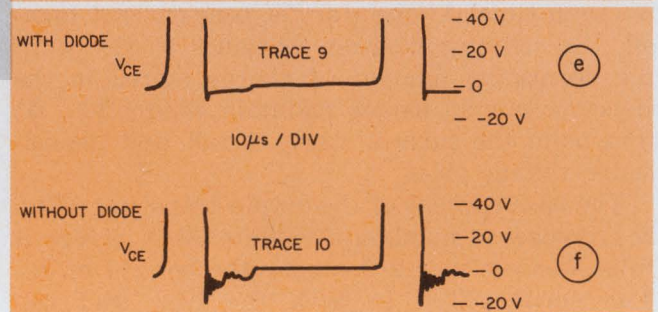 WITH DIODE
V_CE
TRACE 9
— 40 V
— 20 V
— 0
— -20 V
e
10μs / DIV
WITHOUT DIODE
V_CE
TRACE 10
— 40 V
— 20 V
— 0
— -20 V
f